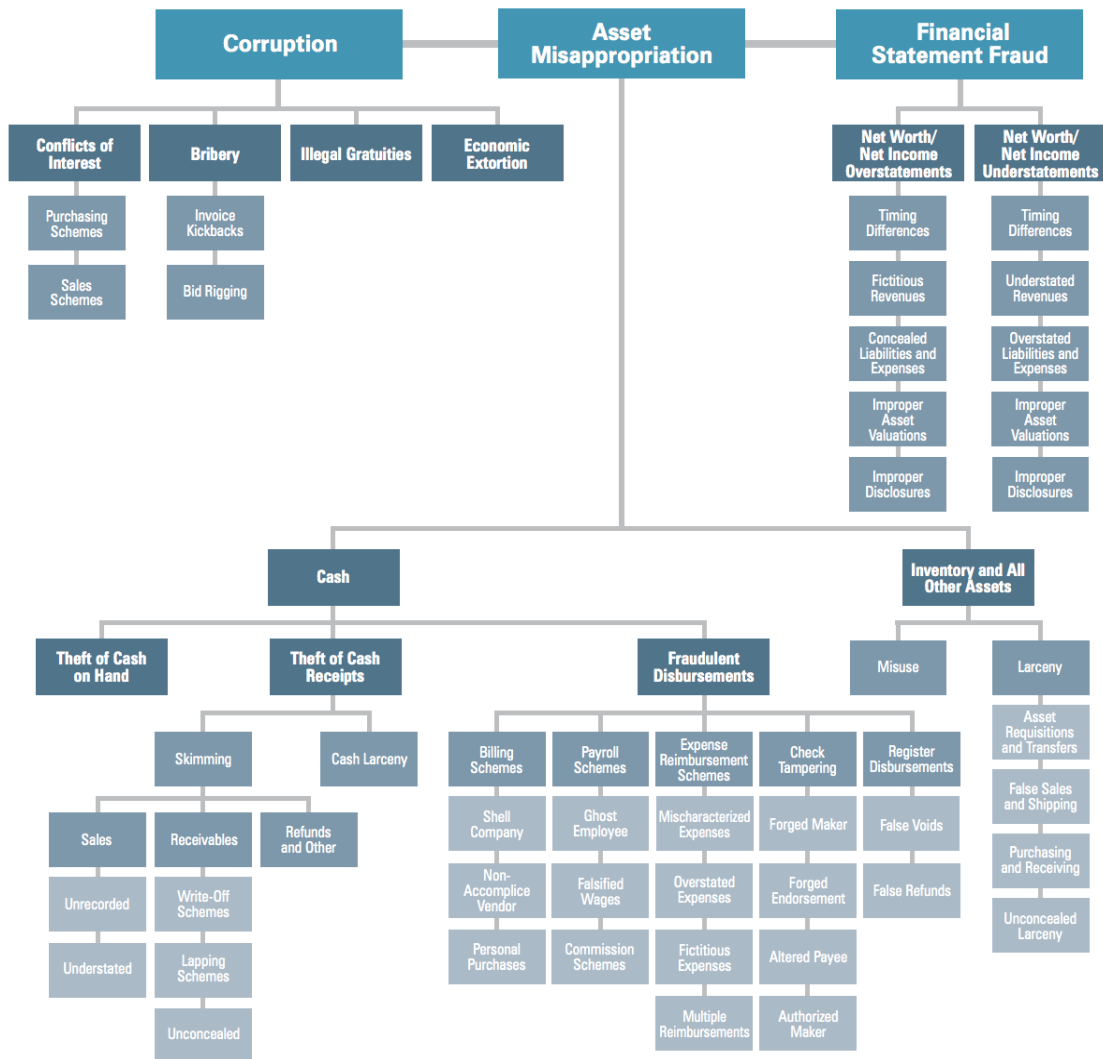 Corruption
Asset
Misappropriation
Financial
Statement Fraud
Conflicts of
Interest
Bribery
Illegal Gratuities
Economic
Extortion
Net Worth/
Net Income
Overstatements
Net Worth/
Net Income
Understatements
Purchasing
Schemes
Invoice
Kickbacks
Timing
Differences
Timing
Differences
Sales
Schemes
Bid Rigging
Fictitious
Revenues
Understated
Revenues
Concealed
Liabilities and
Expenses
Overstated
Liabilities and
Expenses
Improper
Asset
Valuations
Improper
Asset
Valuations
Improper
Disclosures
Improper
Disclosures
Cash
Inventory and All
Other Assets
Theft of Cash
on Hand
Theft of Cash
Receipts
Fraudulent
Disbursements
Misuse
Larceny
Skimming
Cash Larceny
Billing
Schemes
Payroll
Schemes
Expense
Reimbursement
Schemes
Check
Tampering
Register
Disbursements
Asset
Requisitions
and Transfers
False Sales
and Shipping
Purchasing
and Receiving
Unconcealed
Larceny
Sales
Receivables
Refunds
and Other
Shell
Company
Ghost
Employee
Mischaracterized
Expenses
Forged Maker
False Voids
Unrecorded
Write-Off
Schemes
Non-
Accomplice
Vendor
Falsified
Wages
Overstated
Expenses
Forged
Endorsement
False Refunds
Understated
Lapping
Schemes
Personal
Purchases
Commission
Schemes
Fictitious
Expenses
Altered Payee
Unconcealed
Multiple
Reimbursements
Authorized
Maker